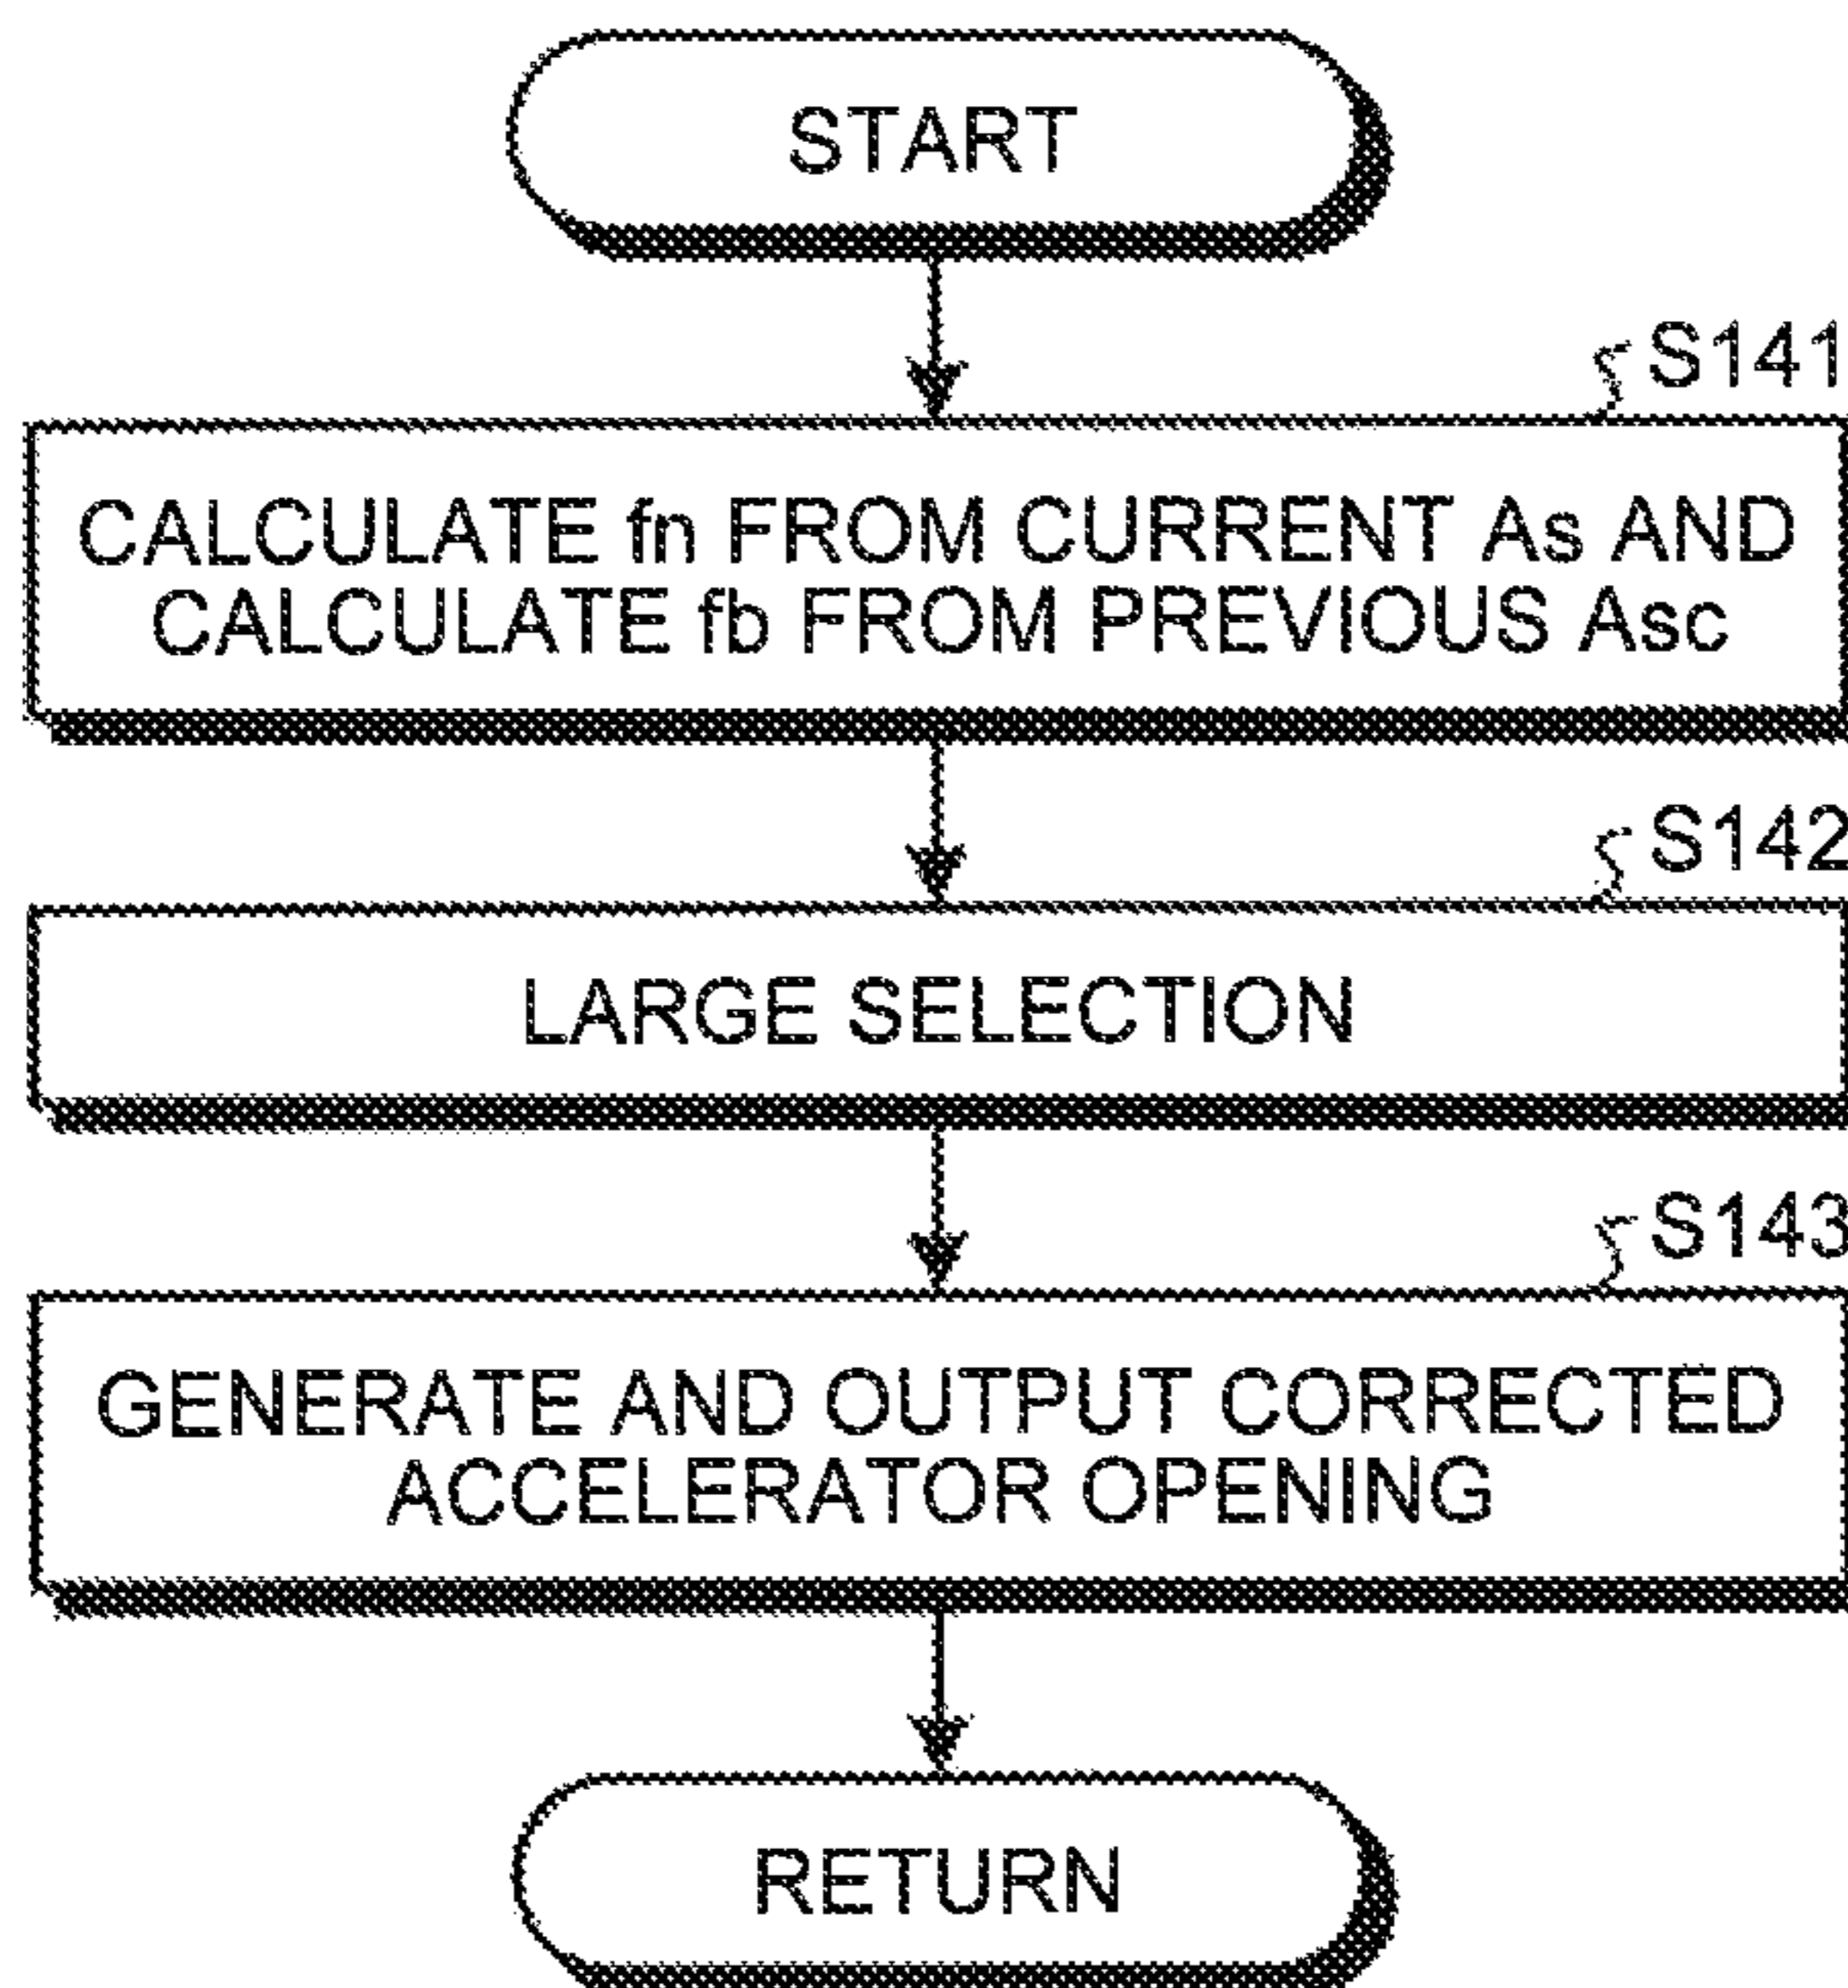 START
S141
CALCULATE fn FROM CURRENT As AND
CALCULATE fb FROM PREVIOUS Asc
S142
LARGE SELECTION
S143
GENERATE AND OUTPUT CORRECTED
ACCELERATOR OPENING
RETURN